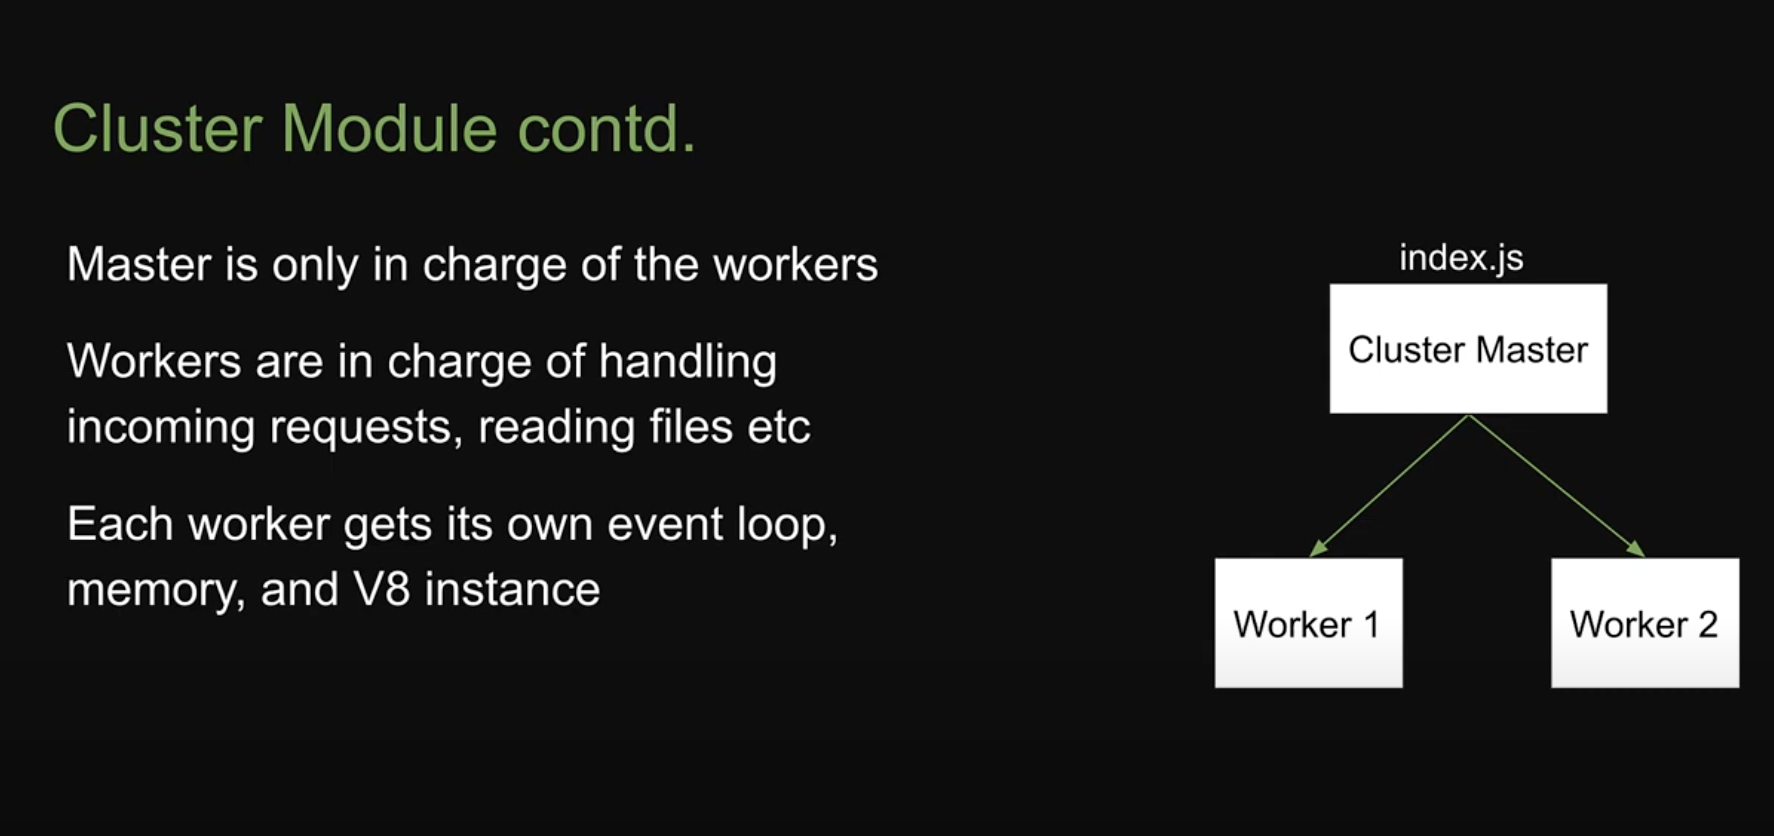 Cluster Module contd.
Master is only in charge of the workers
Workers are in charge of handling
incoming requests, reading files etc
Each worker gets its own event loop,
memory, and V8 instance
index.js
Cluster Master
Worker 1
Worker 2